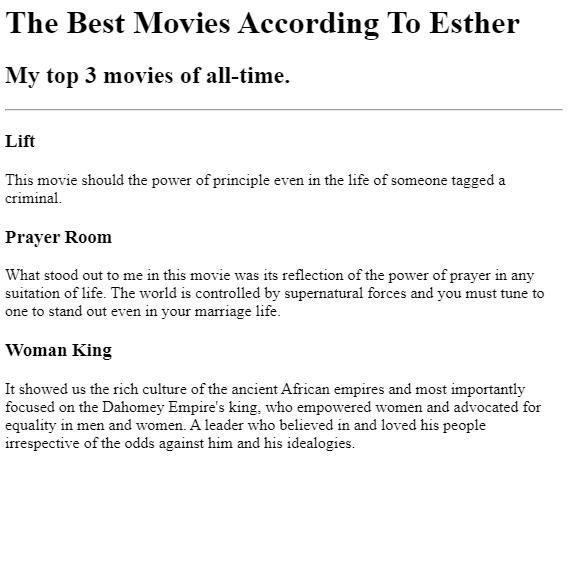 The Best Movies According To Esther
My top 3 movies of all-time.
Lift
This movie should the power of principle even in the life of someone tagged a
criminal.
Prayer Room
What stood out to me in this movie was its reflection of the power of prayer in any
suitation of life. The world is controlled by supernatural forces and you must tune to
one to stand out even in your marriage life.
Woman King
It showed us the rich culture of the ancient African empires and most importantly
focused on the Dahomey Empire's king, who empowered women and advocated for
equality in men and women. A leader who believed in and loved his people
irrespective of the odds against him and his idealogies.